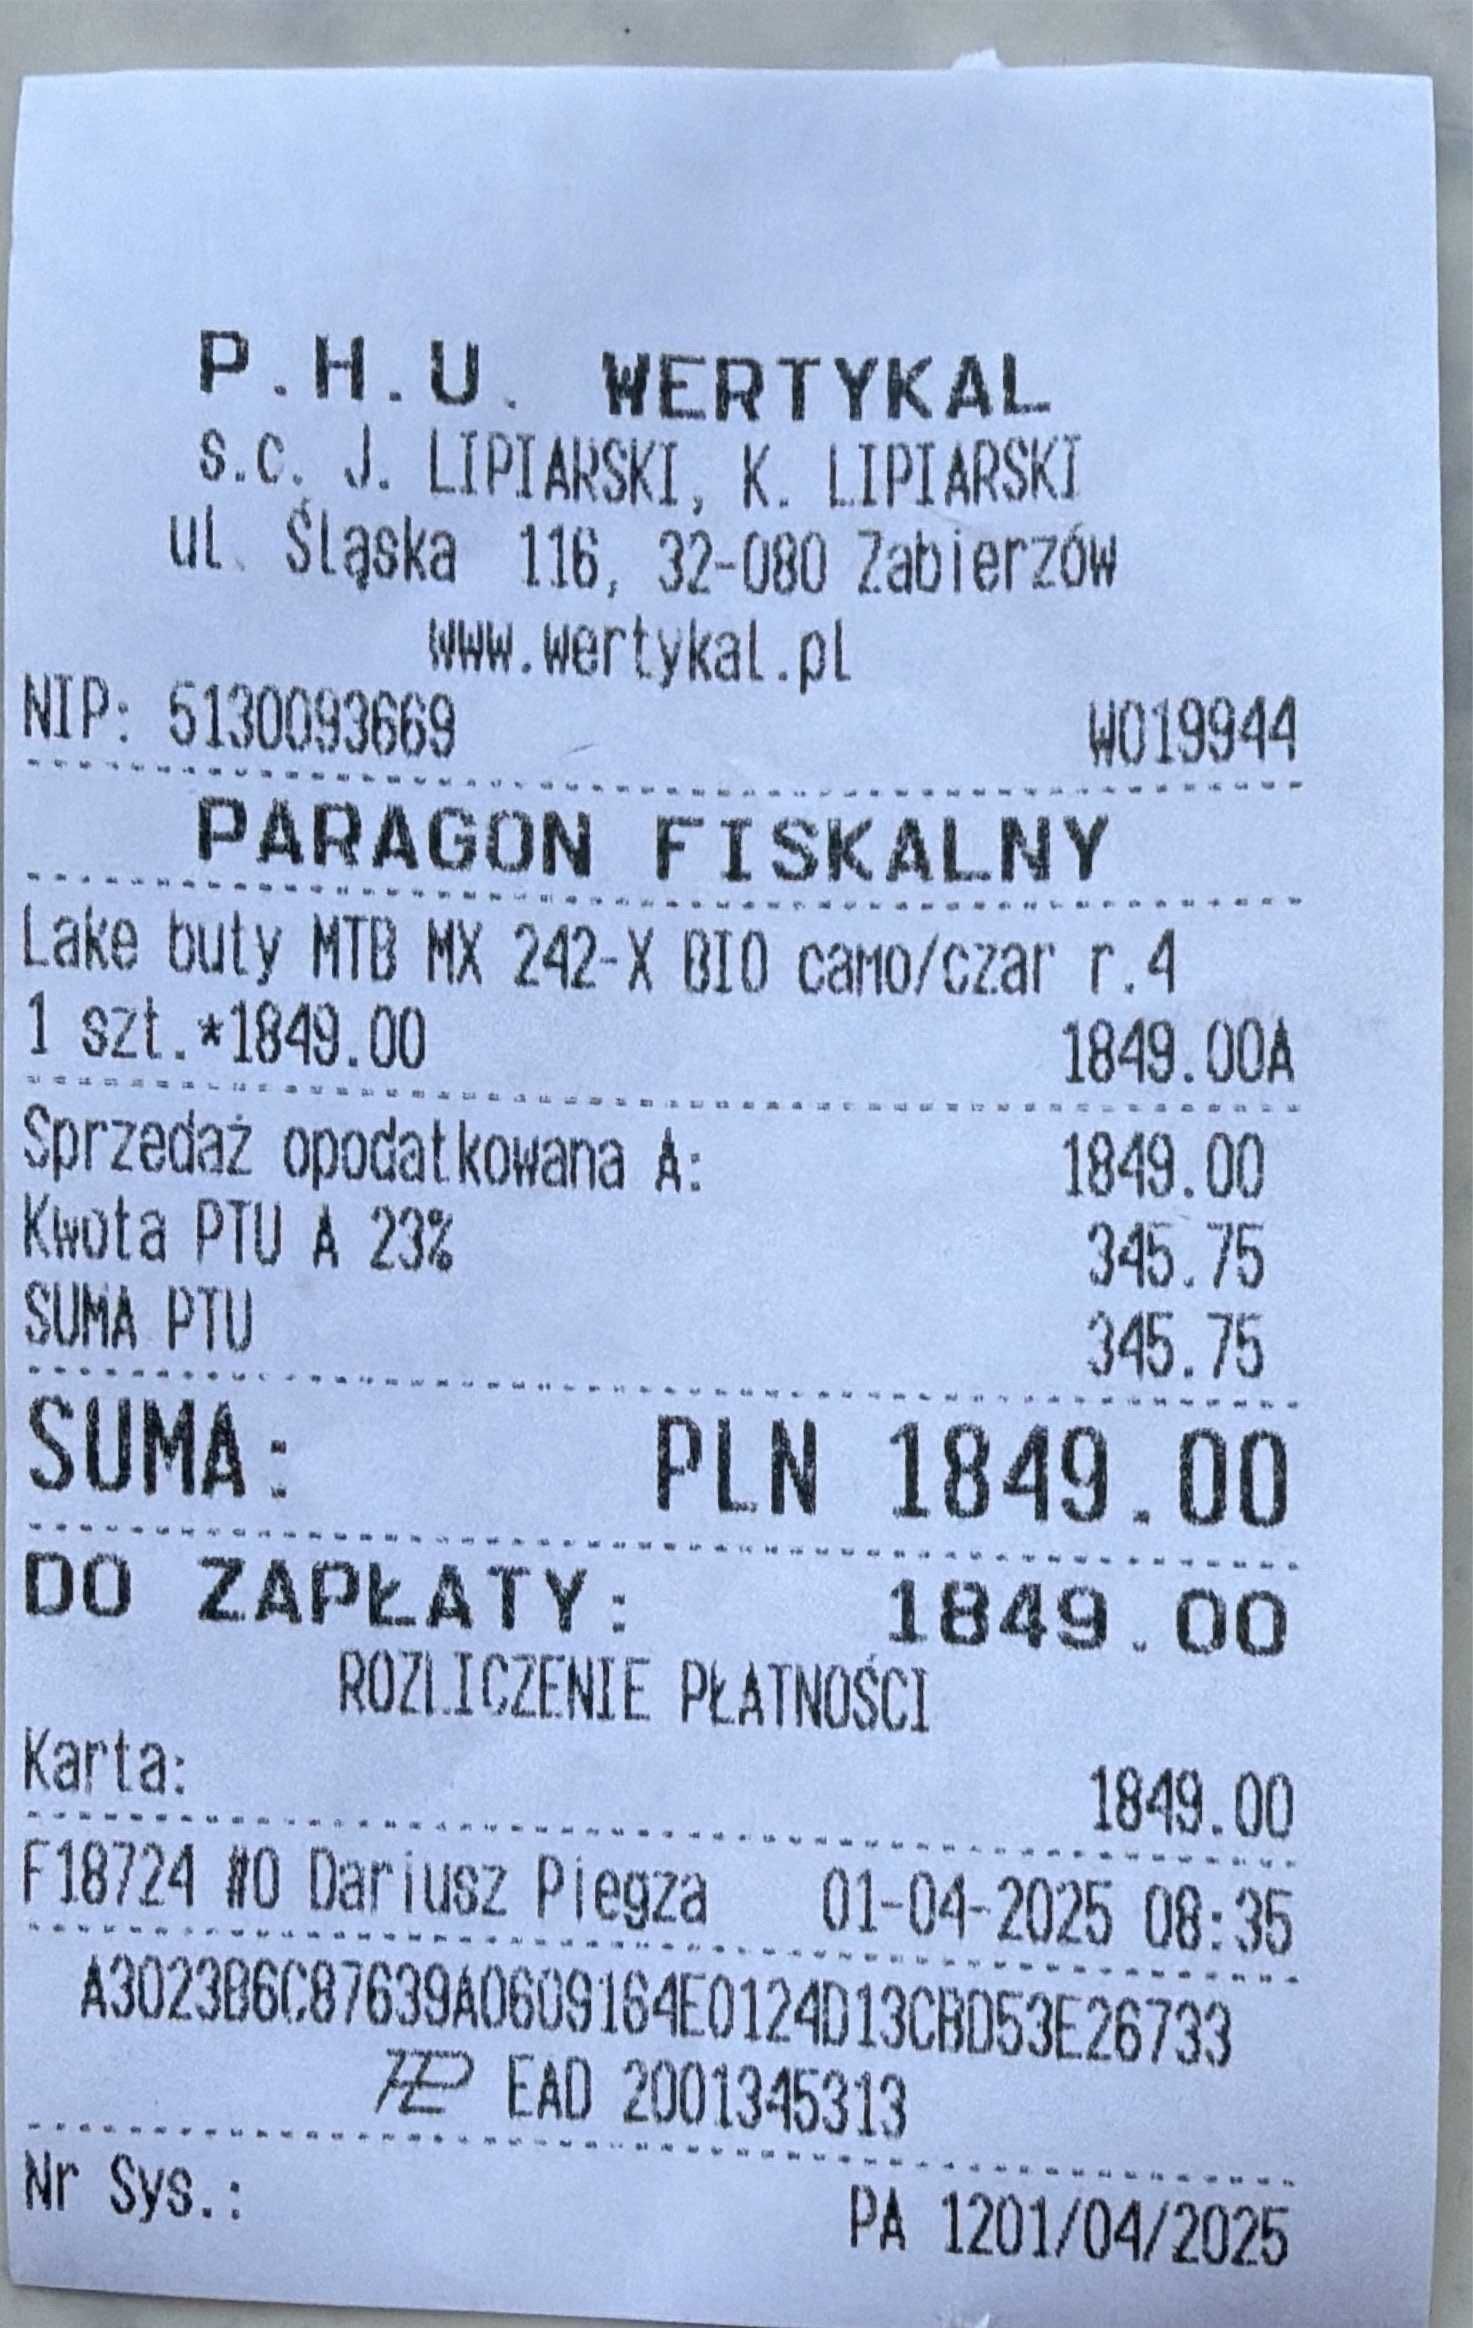 P.H.U. WERTYKAL
s.c. J. LIPIARSKI, K. LIPIARSKI
ul. Śląska 116, 32-080 Zabierzów
www.wertykal.pl
NIP: 5130093669 W019944
PARAGON FISKALNY
Lake buty MTB MX 242-X BIO camo/czar r.4
1 szt.*1849.00 1849.00A
Sprzedaż opodatkowana A: 1849.00
Kwota PTU A 23% 345.75
SUMA PTU 345.75
SUMA: PLN 1849.00
DO ZAPŁATY: 1849.00
ROZLICZENIE PŁATNOŚCI
Karta: 1849.00
F18724 #0 Dariusz Piegza 01-04-2025 08:35
A3023B6C87639A0609164E0124D13CBD53E26733
EAD 2001345313
Nr Sys.: PA 1201/04/2025